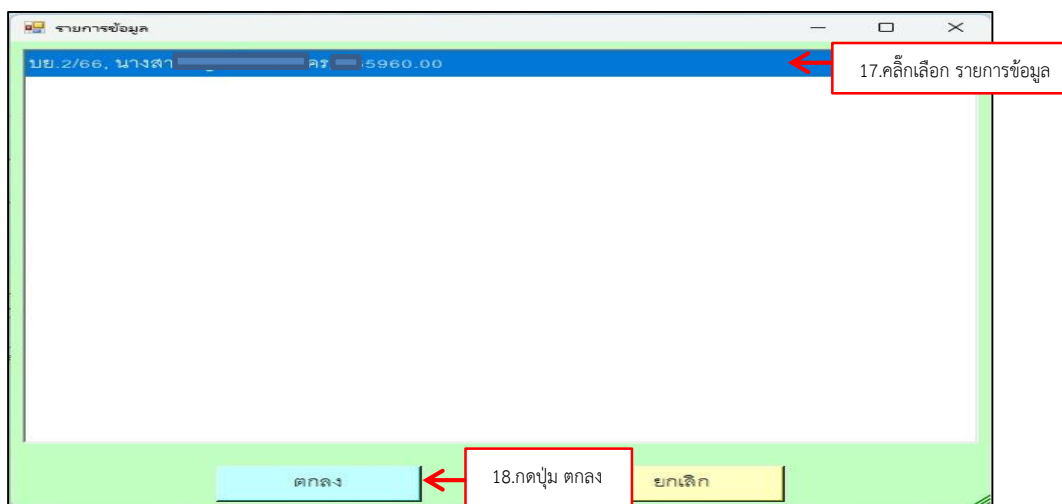 รายการข้อมูล
บย.2/66, นางสา คร 5960.00
17.คลิ๊กเลือก รายการข้อมูล
ตกลง
18.กดปุ่ม ตกลง
ยกเลิก